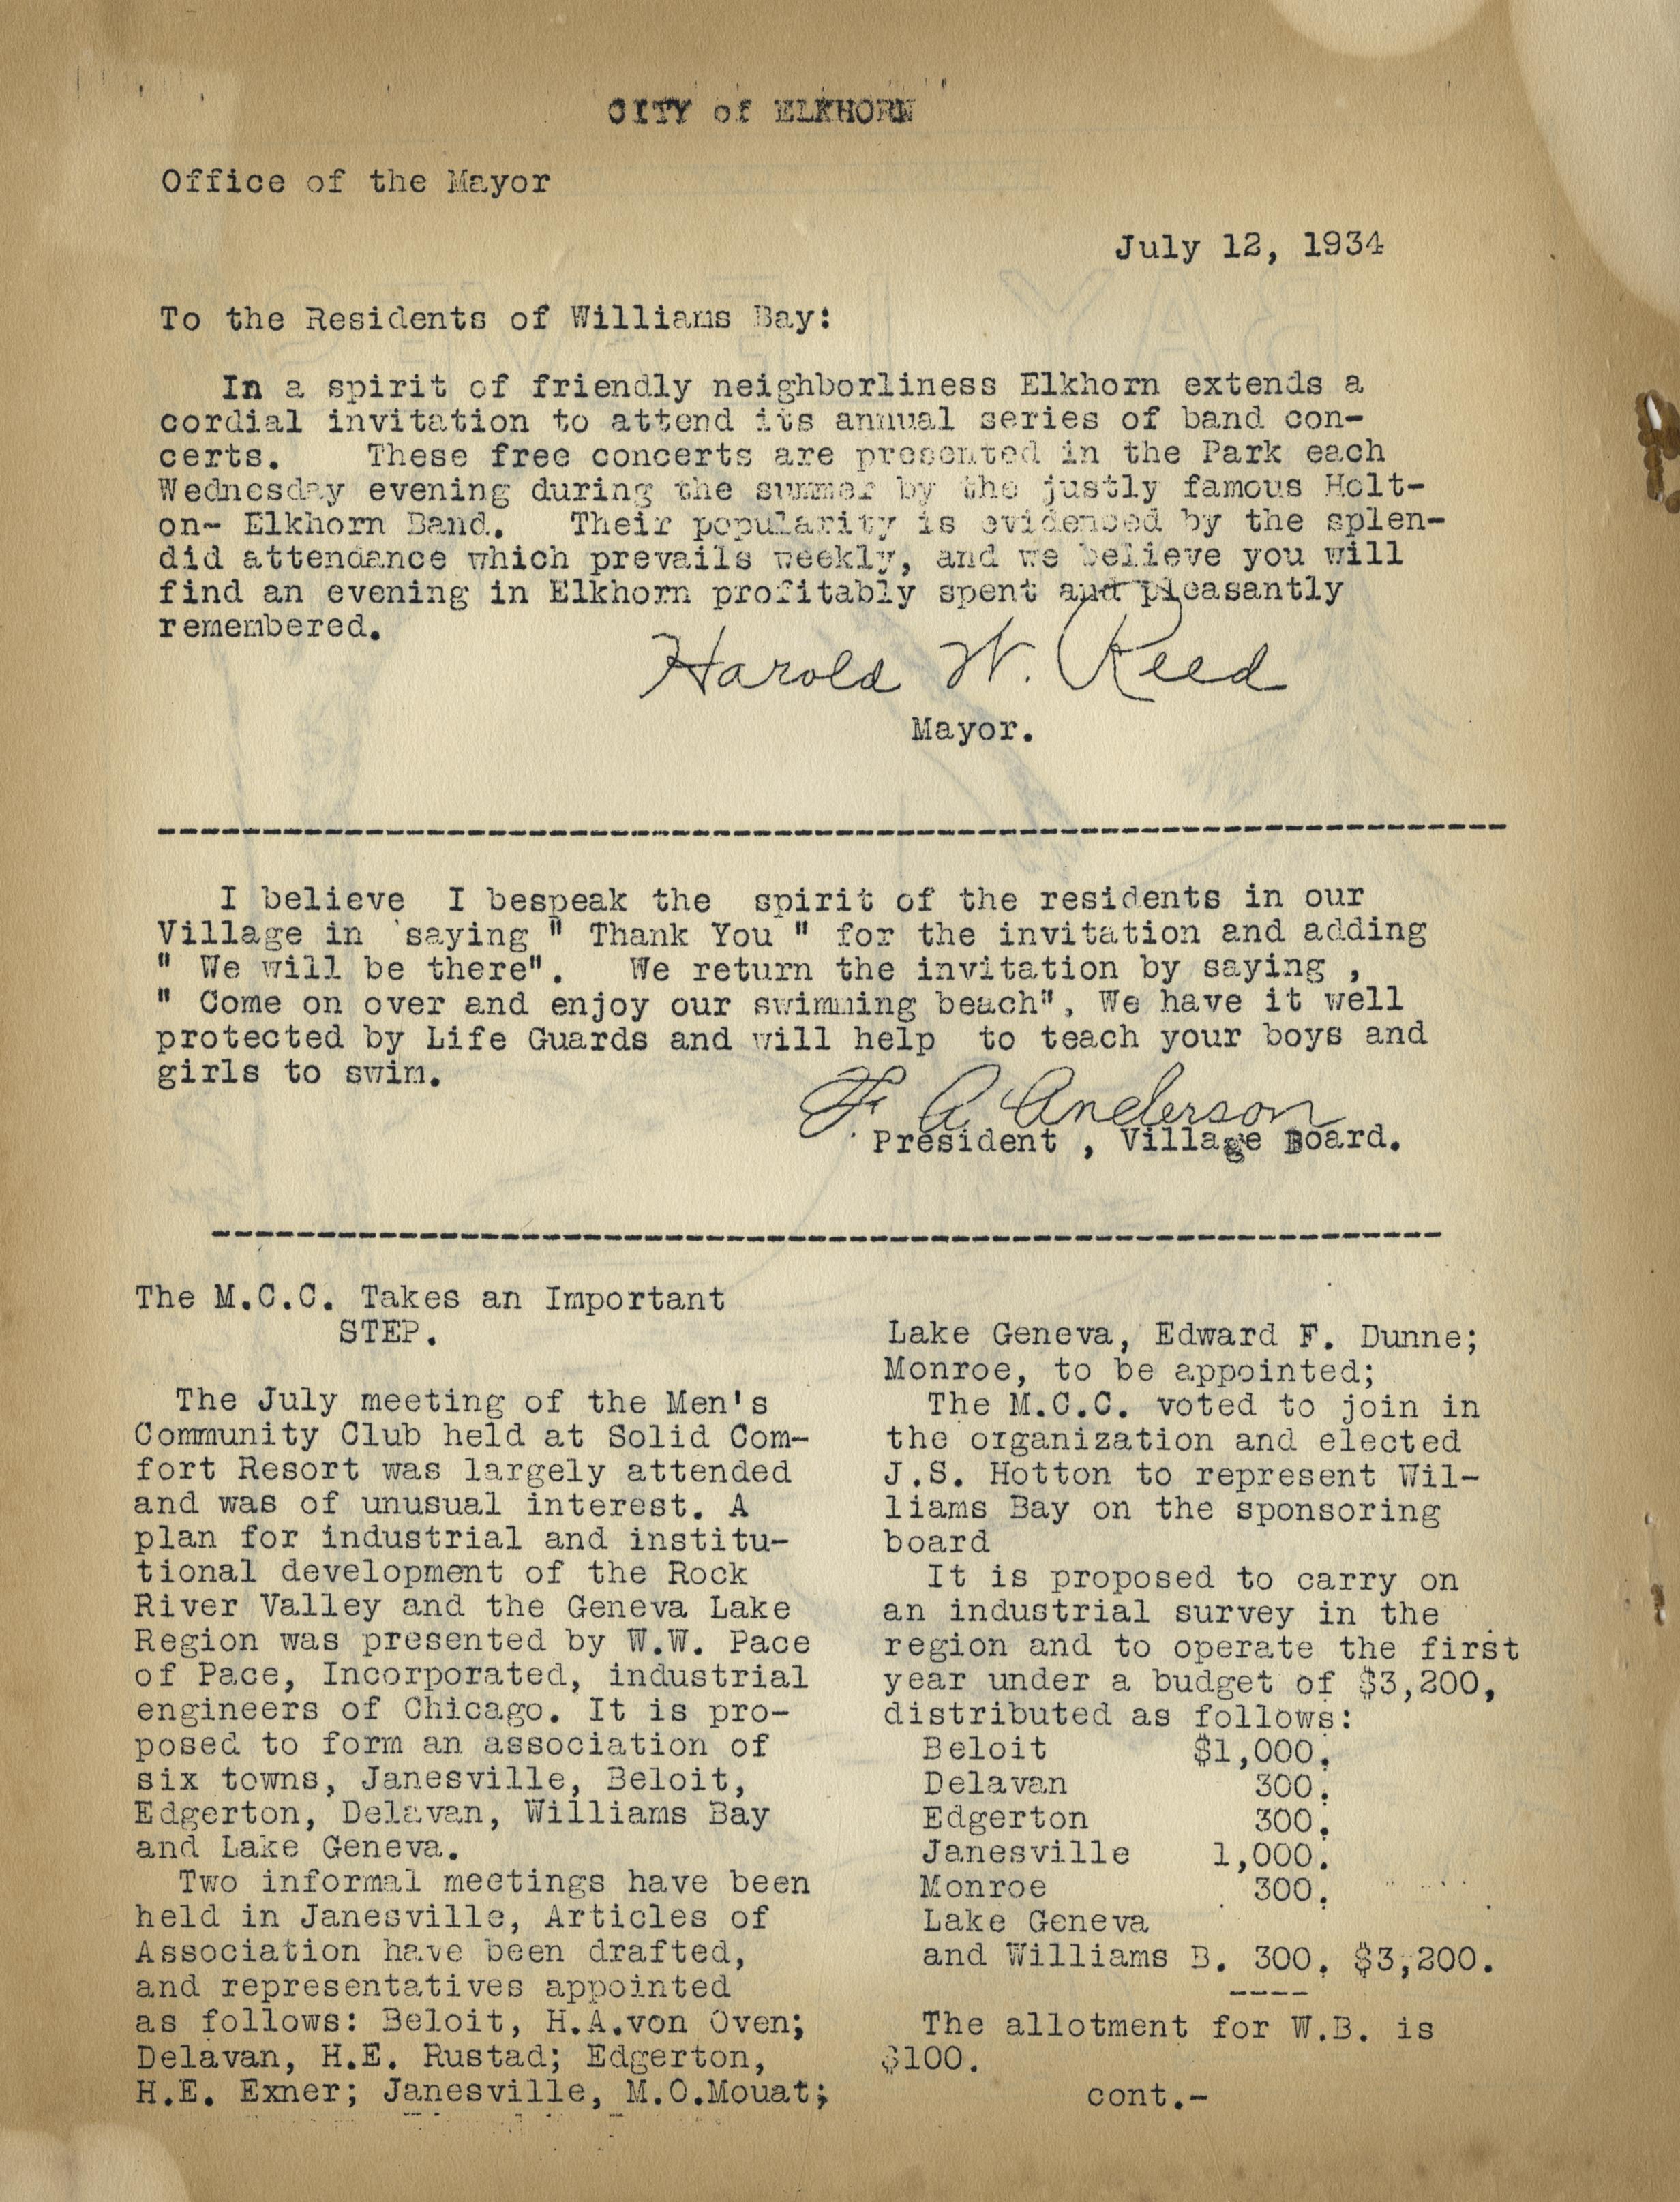 CITY of ELKHORN
Office of the Mayor
July 12, 1934
To the Residents of Williams Bay:
In a spirit of friendly neighborliness Elkhorn extends a
cordial invitation to attend its annual series of band con-
certs. These free concerts are presented in the Park each
Wednesday evening during the summer by the justly famous Holt-
on- Elkhorn Band. Their popularity is evidenced by the splen-
did attendance which prevails weekly, and we believe you will
find an evening in Elkhorn profitably spent and pleasantly
remembered.
Harold W. Reed
Mayor.
I believe I bespeak the spirit of the residents in our
Village in saying " Thank You " for the invitation and adding
" We will be there". We return the invitation by saying ,
" Come on over and enjoy our swimming beach", We have it well
protected by Life Guards and will help to teach your boys and
girls to swim.
F. A. Anderson
President , Village Board.
The M.C.C. Takes an Important
STEP.
The July meeting of the Men's
Community Club held at Solid Com-
fort Resort was largely attended
and was of unusual interest. A
plan for industrial and institu-
tional development of the Rock
River Valley and the Geneva Lake
Region was presented by W.W. Pace
of Pace, Incorporated, industrial
engineers of Chicago. It is pro-
posed to form an association of
six towns, Janesville, Beloit,
Edgerton, Delavan, Williams Bay
and Lake Geneva.
Two informal meetings have been
held in Janesville, Articles of
Association have been drafted,
and representatives appointed
as follows: Beloit, H.A.von Oven;
Delavan, H.E. Rustad; Edgerton,
H.E. Exner; Janesville, M.O.Mouat;
Lake Geneva, Edward F. Dunne;
Monroe, to be appointed;
The M.C.C. voted to join in
the organization and elected
J.S. Hotton to represent Wil-
liams Bay on the sponsoring
board
It is proposed to carry on
an industrial survey in the
region and to operate the first
year under a budget of $3,200,
distributed as follows:
Beloit $1,000.
Delavan 300.
Edgerton 300.
Janesville 1,000.
Monroe 300.
Lake Geneva
and Williams B. 300. $3,200.
----
The allotment for W.B. is
$100.
cont.-